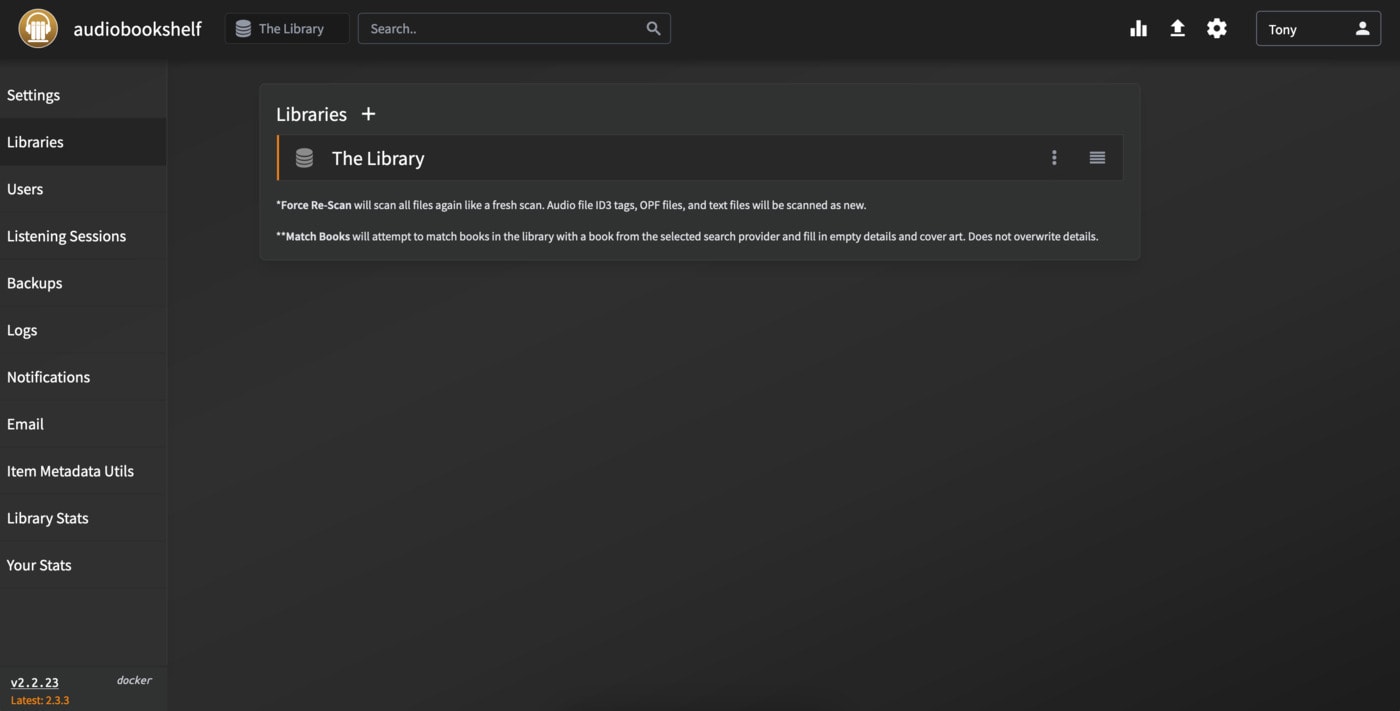 audiobookshelf
The Library
Search..
Tony
Settings
Libraries
Users
Listening Sessions
Backups
Logs
Notifications
Email
Item Metadata Utils
Library Stats
Your Stats
v2.2.23
docker
Latest: 2.3.3
Libraries +
The Library
*Force Re-Scan will scan all files again like a fresh scan. Audio file ID3 tags, OPF files, and text files will be scanned as new.
**Match Books will attempt to match books in the library with a book from the selected search provider and fill in empty details and cover art. Does not overwrite details.